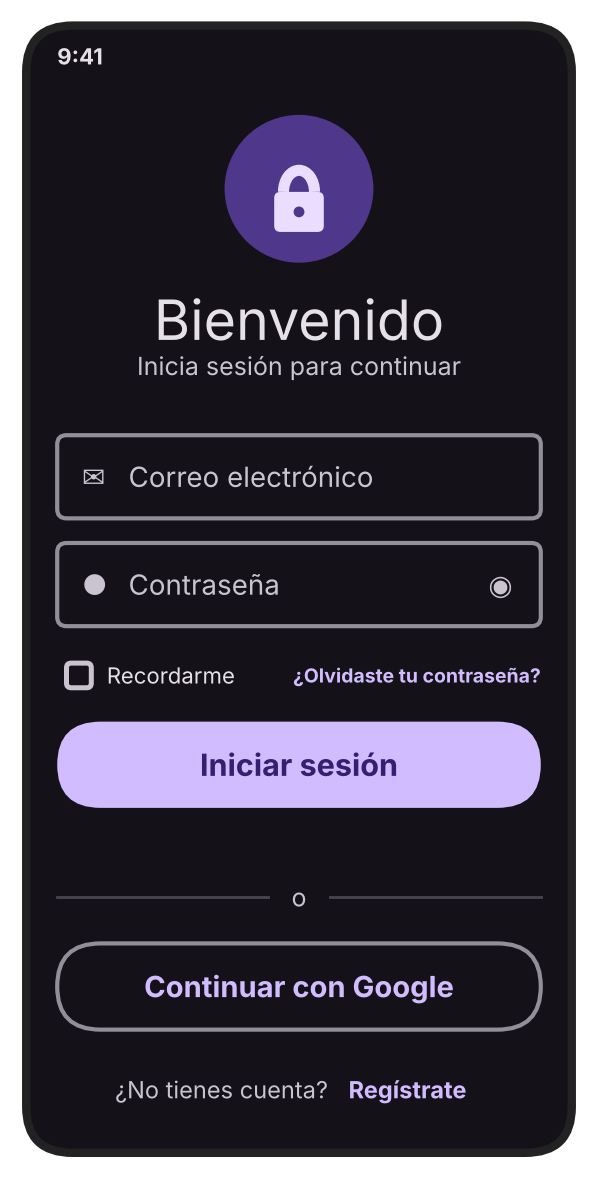 9:41
Bienvenido
Inicia sesión para continuar
Correo electrónico
Contraseña
Recordarme
¿Olvidaste tu contraseña?
Iniciar sesión
o
Continuar con Google
¿No tienes cuenta? Regístrate